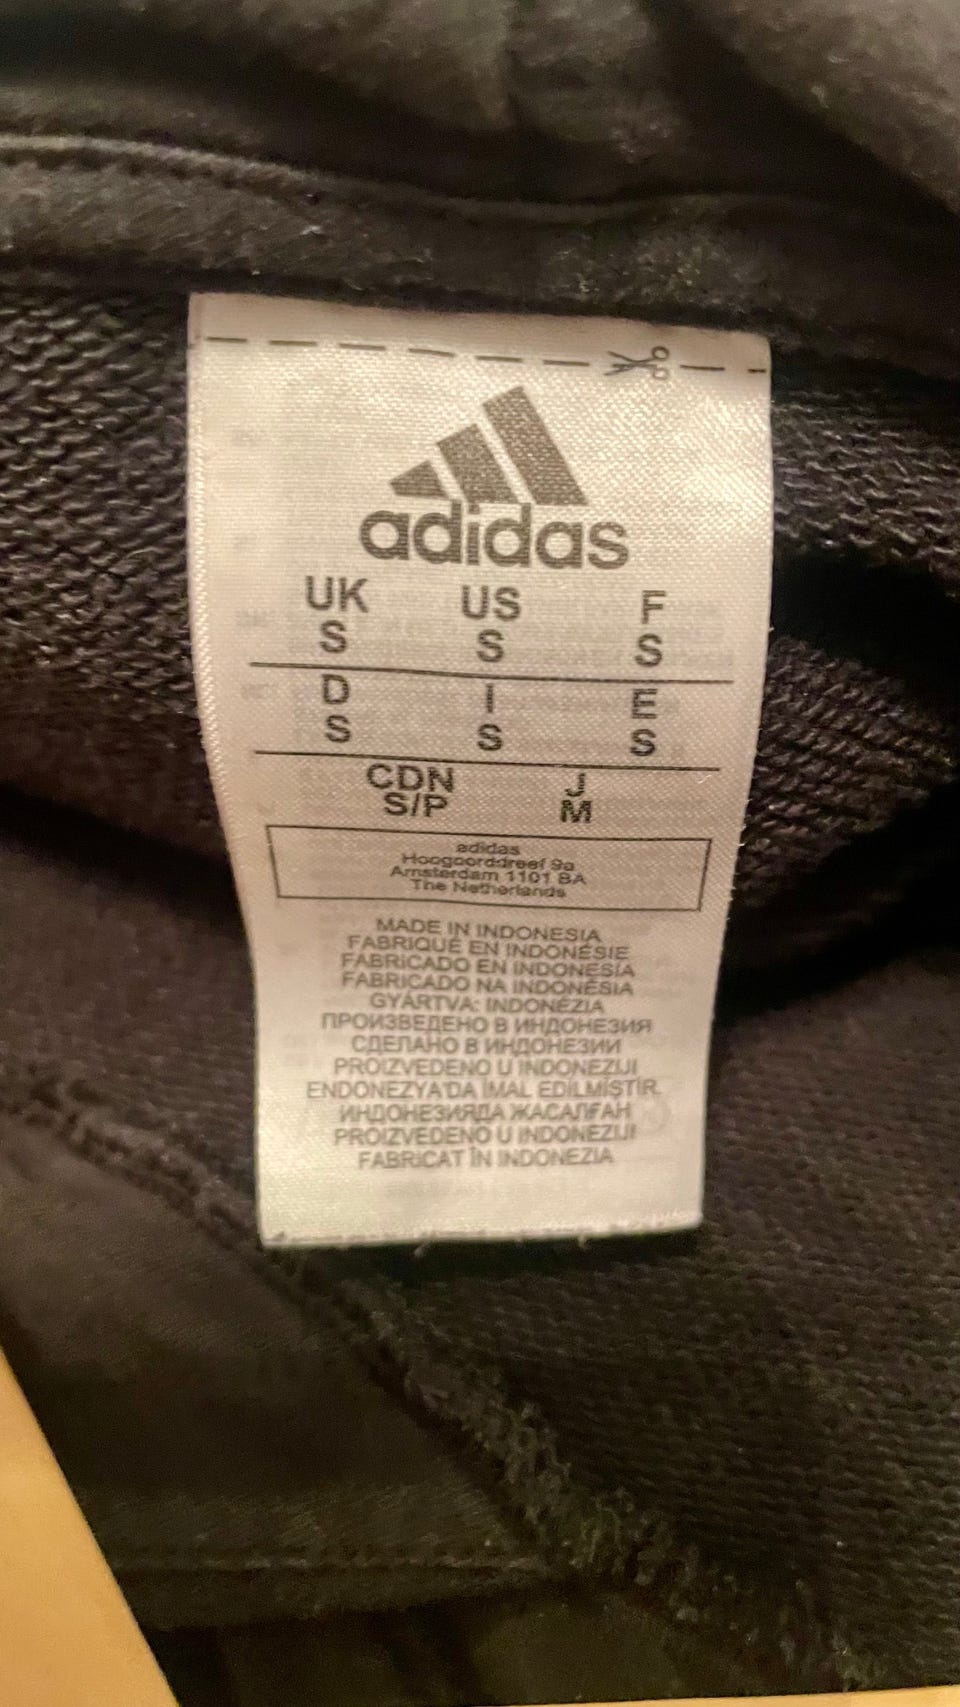 adidas
UK US F
S S S
D I E
S S S
CDN J
S/P M
adidas
Hoogoorddreef 9a
Amsterdam 1101 BA
The Netherlands
MADE IN INDONESIA
FABRIQUÉ EN INDONÉSIE
FABRICADO EN INDONESÍA
FABRICADO NA INDONÉSIA
GYÁRTVA: INDONÉZIA
ПРОИЗВЕДЕНО В ИНДОНЕЗИЯ
СДЕЛАНО В ИНДОНЕЗИИ
PROIZVEDENO U INDONEZIJI
ENDONEZYA'DA İMAL EDİLMİŞTİR.
ИНДОНЕЗИЯДА ЖАСАЛҒАН
PROIZVEDENO U INDONEZIJI
FABRICAT ÎN INDONEZIA